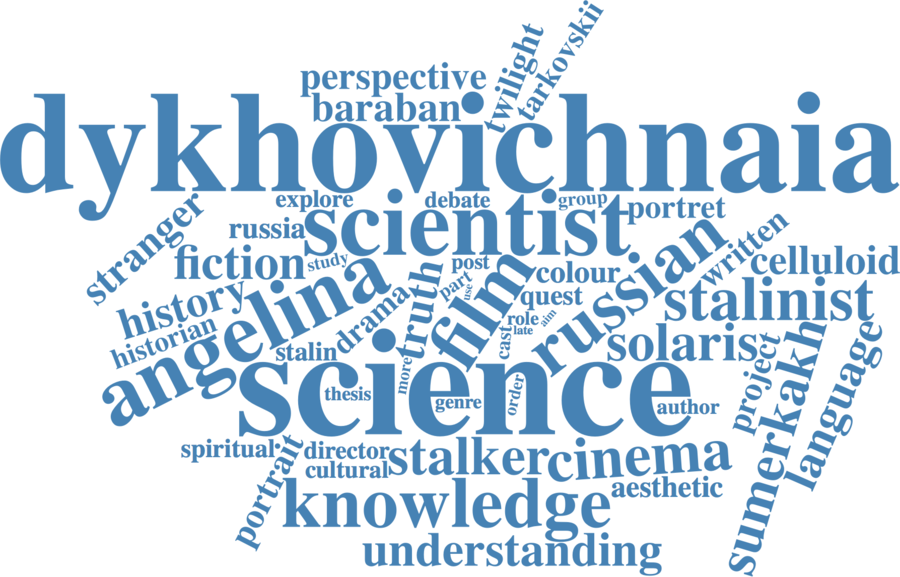 twilight
tarkovskii
perspective
baraban
dykhovichnaia
explore
debate
group
portret
stranger
russia
scientist
written
fiction
study
post
colour
celluloid
russian
history
angelina
drama
truth
part
use
film
quest
stalinist
historian
role
aim
late
cast
solaris
stalin
science
more
thesis
genre
order
author
project
sumerkakh
language
spiritual
portrait
director
cultural
stalker
cinema
aesthetic
knowledge
understanding